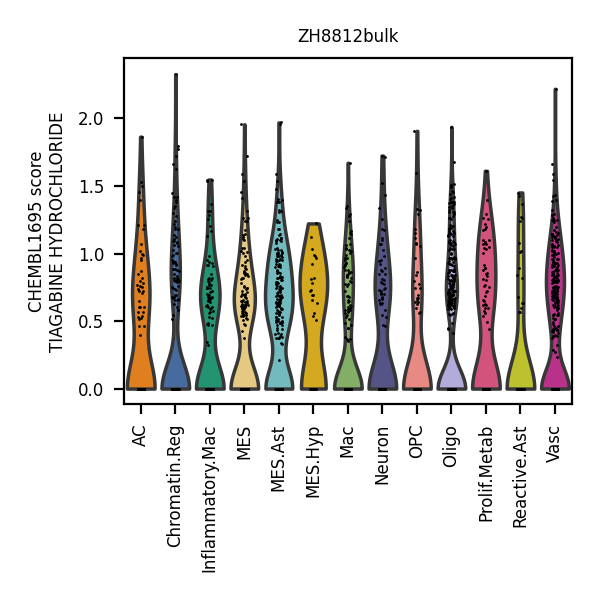 ZH8812bulk
CHEMBL1695 score
TIAGABINE HYDROCHLORIDE
2.0
1.5
1.0
0.5
0.0
AC
Chromatin.Reg
Inflammatory.Mac
MES
MES.Ast
MES.Hyp
Mac
Neuron
OPC
Oligo
Prolif.Metab
Reactive.Ast
Vasc